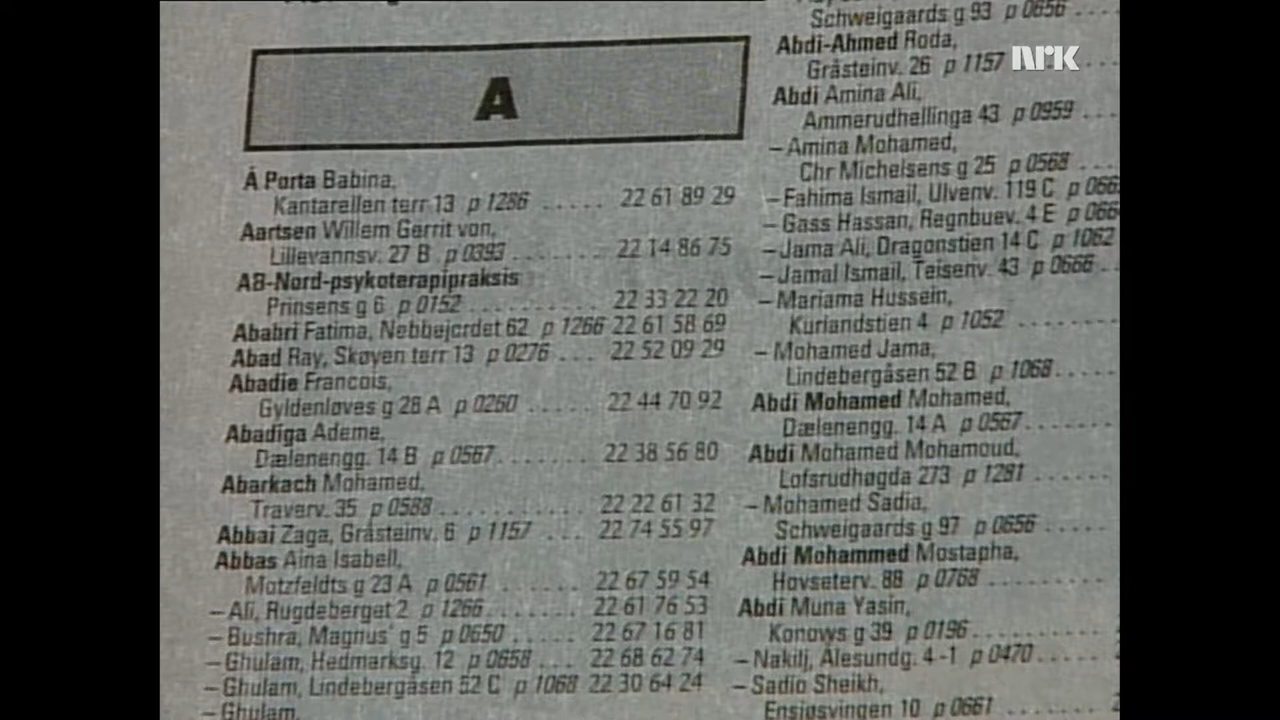 A
Á Porta Babina,
Kantarellen terr 13 p 1286 ..... 22 61 89 29
Aartsen Willem Gerrit von,
Lillevannsv. 27 B p 0393 ........ 22 14 86 75
AB-Nord-psykoterapipraksis
Prinsens g 6 p 0152 ........... 22 33 22 20
Ababri Fatima, Nebbejordet 62 p 1266 22 61 58 69
Abad Ray, Skøyen terr 13 p 0276 ... 22 52 09 29
Abadie Francois,
Gyldenløves g 28 A p 0260 ..... 22 44 70 92
Abadiga Ademe,
Dælenengg. 14 B p 0567 ........ 22 38 56 80
Abarkach Mohamed,
Traverv. 35 p 0588 ............ 22 22 61 32
Abbai Zaga, Gråsteinv. 6 p 1157 ... 22 74 55 97
Abbas Aina Isabell,
Motzfeldts g 23 A p 0561 ....... 22 67 59 54
– Ali, Rugdeberget 2 p 1266 ....... 22 61 76 53
– Bushra, Magnus' g 5 p 0650 ..... 22 67 16 81
– Ghulam, Hedmarksg. 12 p 0658 ... 22 68 62 74
– Ghulam, Lindebergåsen 52 C p 1068 22 30 64 24
– Ghulam,
Schweigaards g 93 p 0656 ....
Abdi-Ahmed Roda,
Gråsteinv. 26 p 1157
Abdi Amina Ali,
Ammerudhellinga 43 p 0959 ...
– Amina Mohamed,
Chr Michelsens g 25 p 0568 ....
– Fahima Ismail, Ulvenv. 119 C p 066
– Gass Hassan, Regnbuev. 4 E p 066
– Jama Ali, Dragonstien 14 C p 1062
– Jamal Ismail, Teisenv. 43 p 0666 ..
– Mariama Hussein,
Kurlandstien 4 p 1052 .........
– Mohamed Jama,
Lindebergåsen 52 B p 1068 .....
Abdi Mohamed Mohamed,
Dælenengg. 14 A p 0567 ........
Abdi Mohamed Mohamoud,
Lofsrudhøgda 273 p 1281 ......
– Mohamed Sadia,
Schweigaards g 97 p 0656 .....
Abdi Mohammed Mostapha,
Hovseterv. 88 p 0768 ..........
Abdi Muna Yasin,
Konows g 39 p 0196 ............
– Nakilj, Ålesundg. 4 -1 p 0470 .....
– Sadio Sheikh,
Ensjøsvingen 10 p 0661 ........
nrk